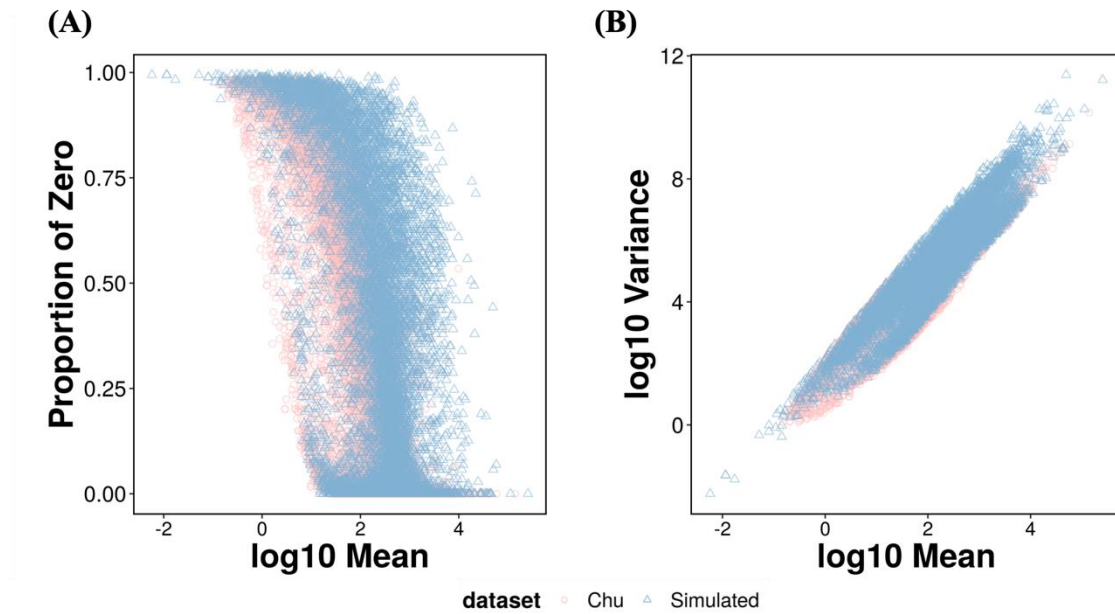 (A)
(B)
Proportion of Zero
1.00
0.75
0.50
0.25
0.00
-2
0
2
4
log10 Mean
log10 Variance
12
8
4
0
-2
0
2
4
log10 Mean
dataset Chu Simulated